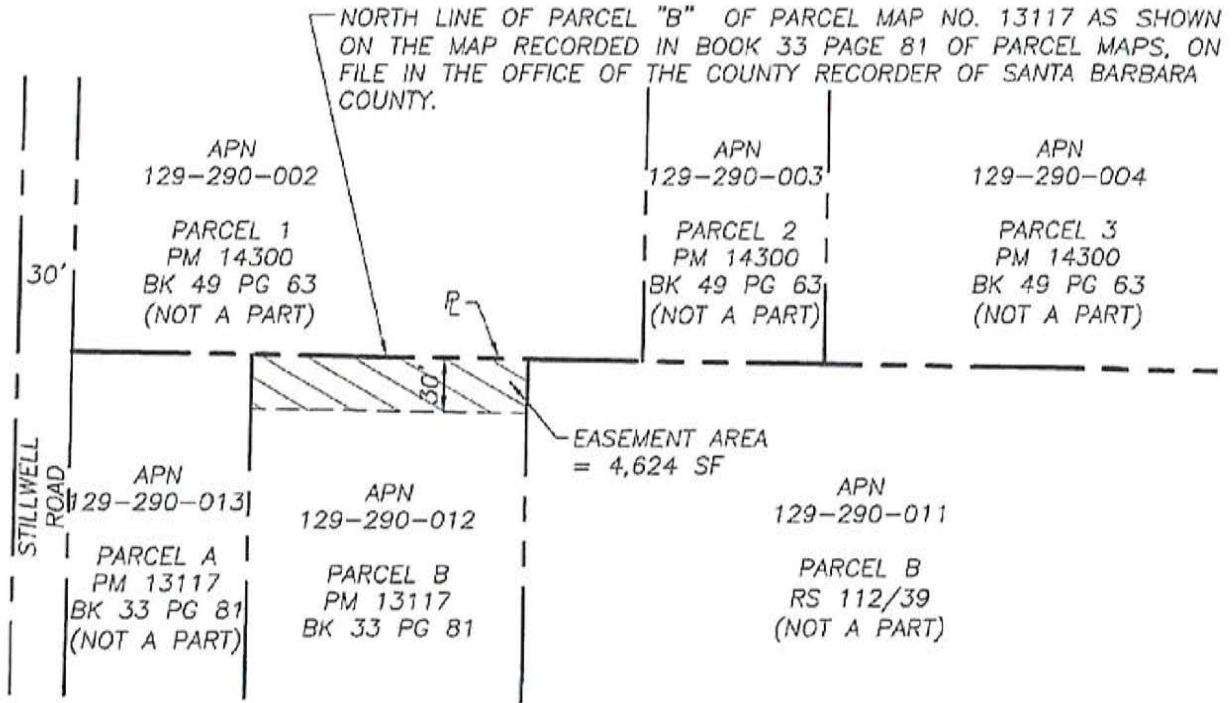 NORTH LINE OF PARCEL "B" OF PARCEL MAP NO. 13117 AS SHOWN
ON THE MAP RECORDED IN BOOK 33 PAGE 81 OF PARCEL MAPS, ON
FILE IN THE OFFICE OF THE COUNTY RECORDER OF SANTA BARBARA
COUNTY.
APN
129-290-002
PARCEL 1
PM 14300
BK 49 PG 63
(NOT A PART)
APN
129-290-003
PARCEL 2
PM 14300
BK 49 PG 63
(NOT A PART)
APN
129-290-004
PARCEL 3
PM 14300
BK 49 PG 63
(NOT A PART)
30'
PL
30'
EASEMENT AREA
= 4,624 SF
STILLWELL
ROAD
APN
129-290-013
PARCEL A
PM 13117
BK 33 PG 81
(NOT A PART)
APN
129-290-012
PARCEL B
PM 13117
BK 33 PG 81
APN
129-290-011
PARCEL B
RS 112/39
(NOT A PART)